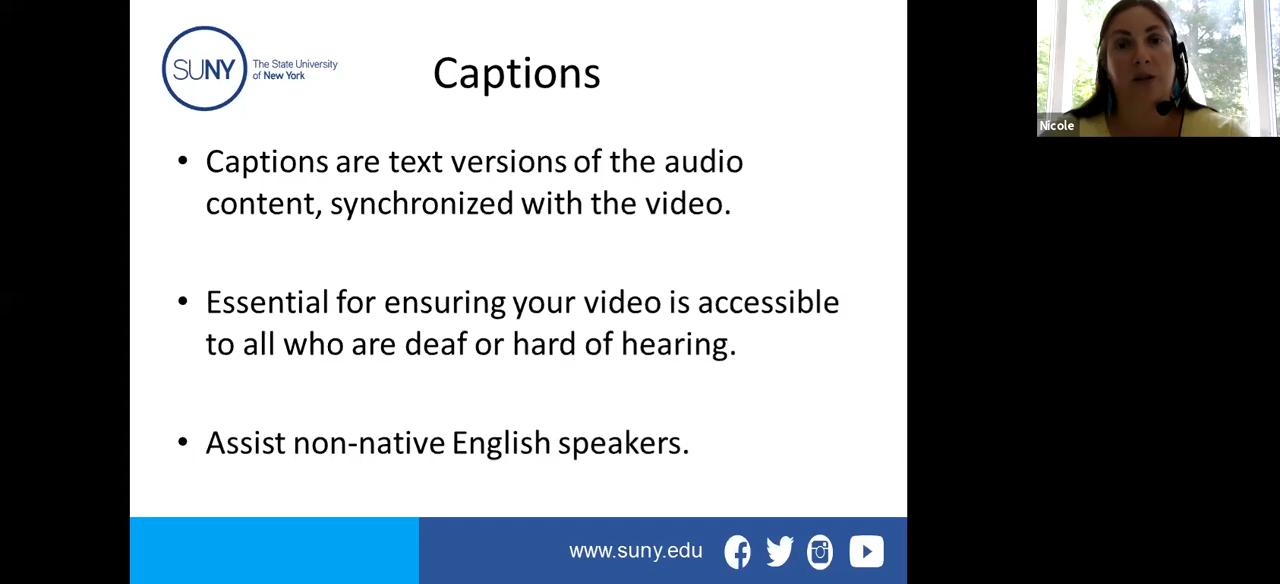 SUNY
The State University
of New York
Captions
Nicole
• Captions are text versions of the audio
content, synchronized with the video.
• Essential for ensuring your video is accessible
to all who are deaf or hard of hearing.
• Assist non-native English speakers.
www.suny.edu